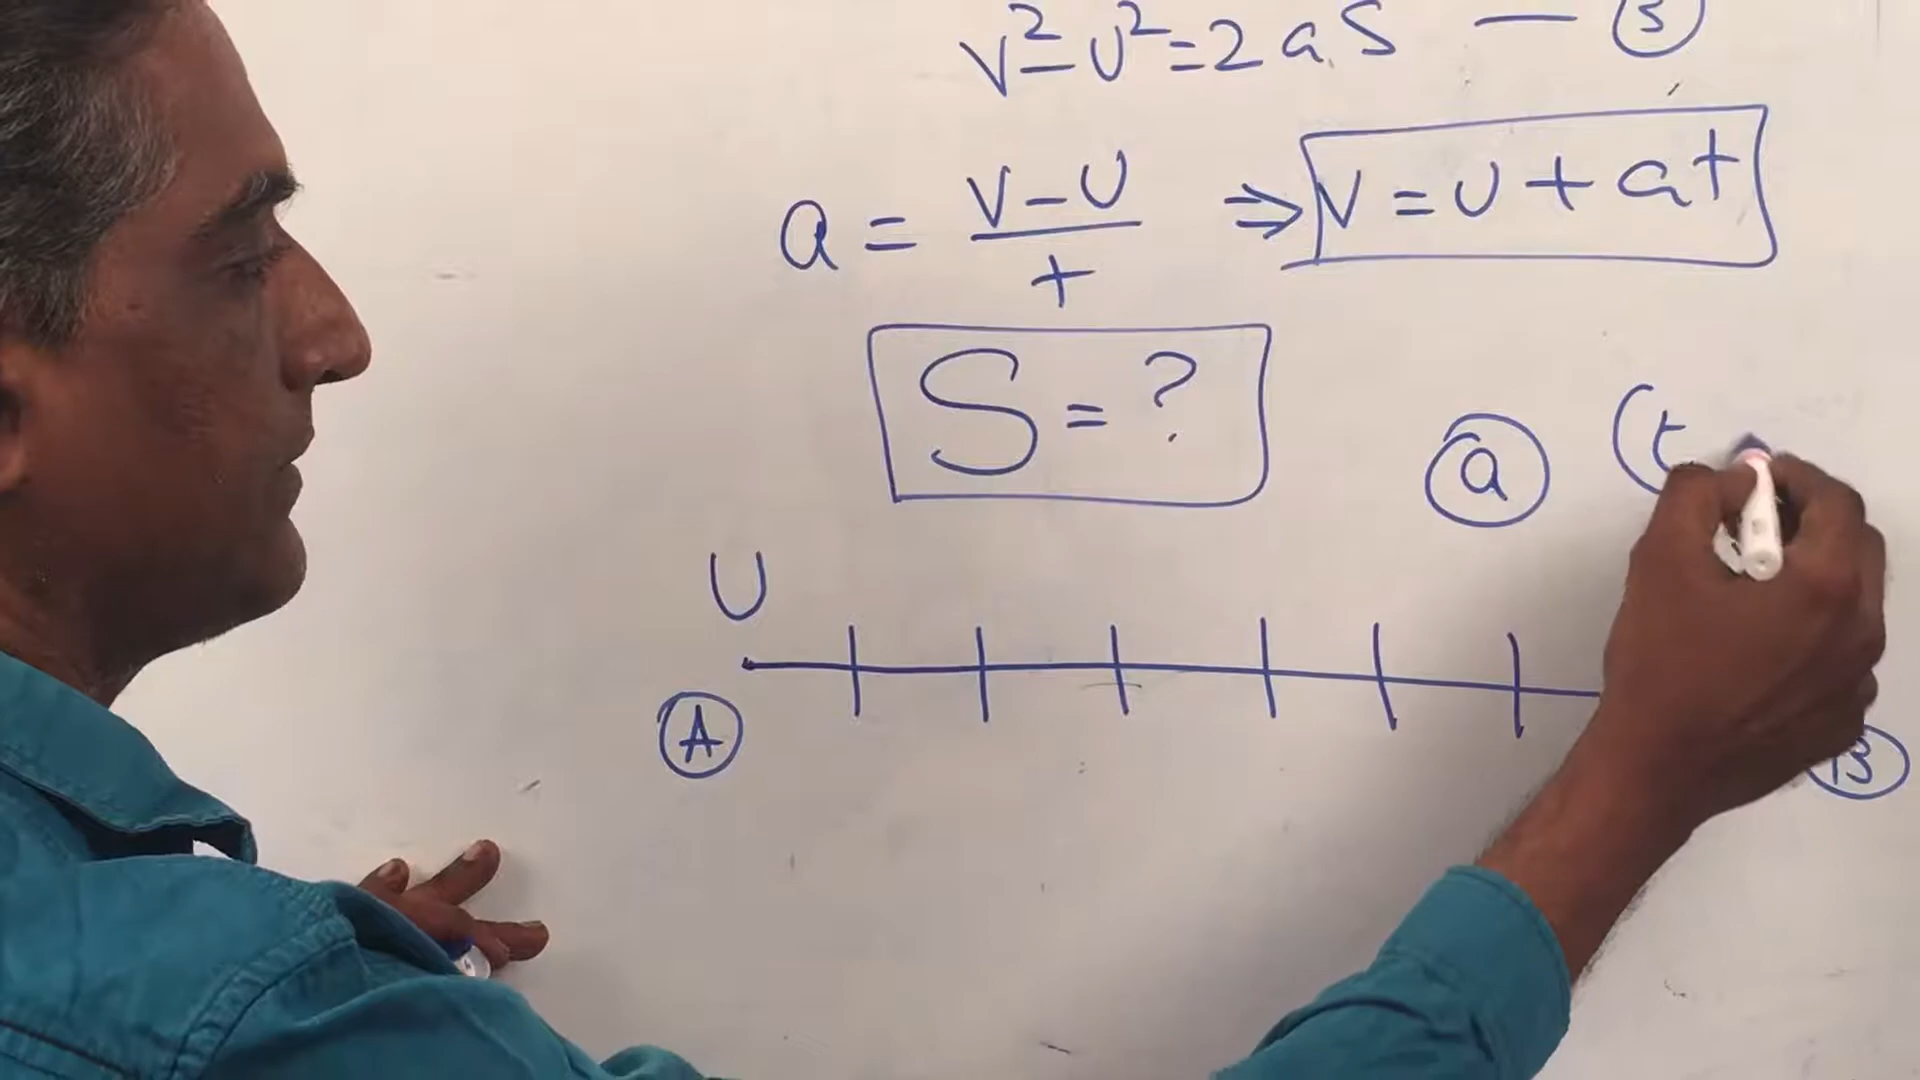 v²-u²=2as — ③
a = (v-u)/t ⇒ v = u + at
S = ?
a (t
U
A B